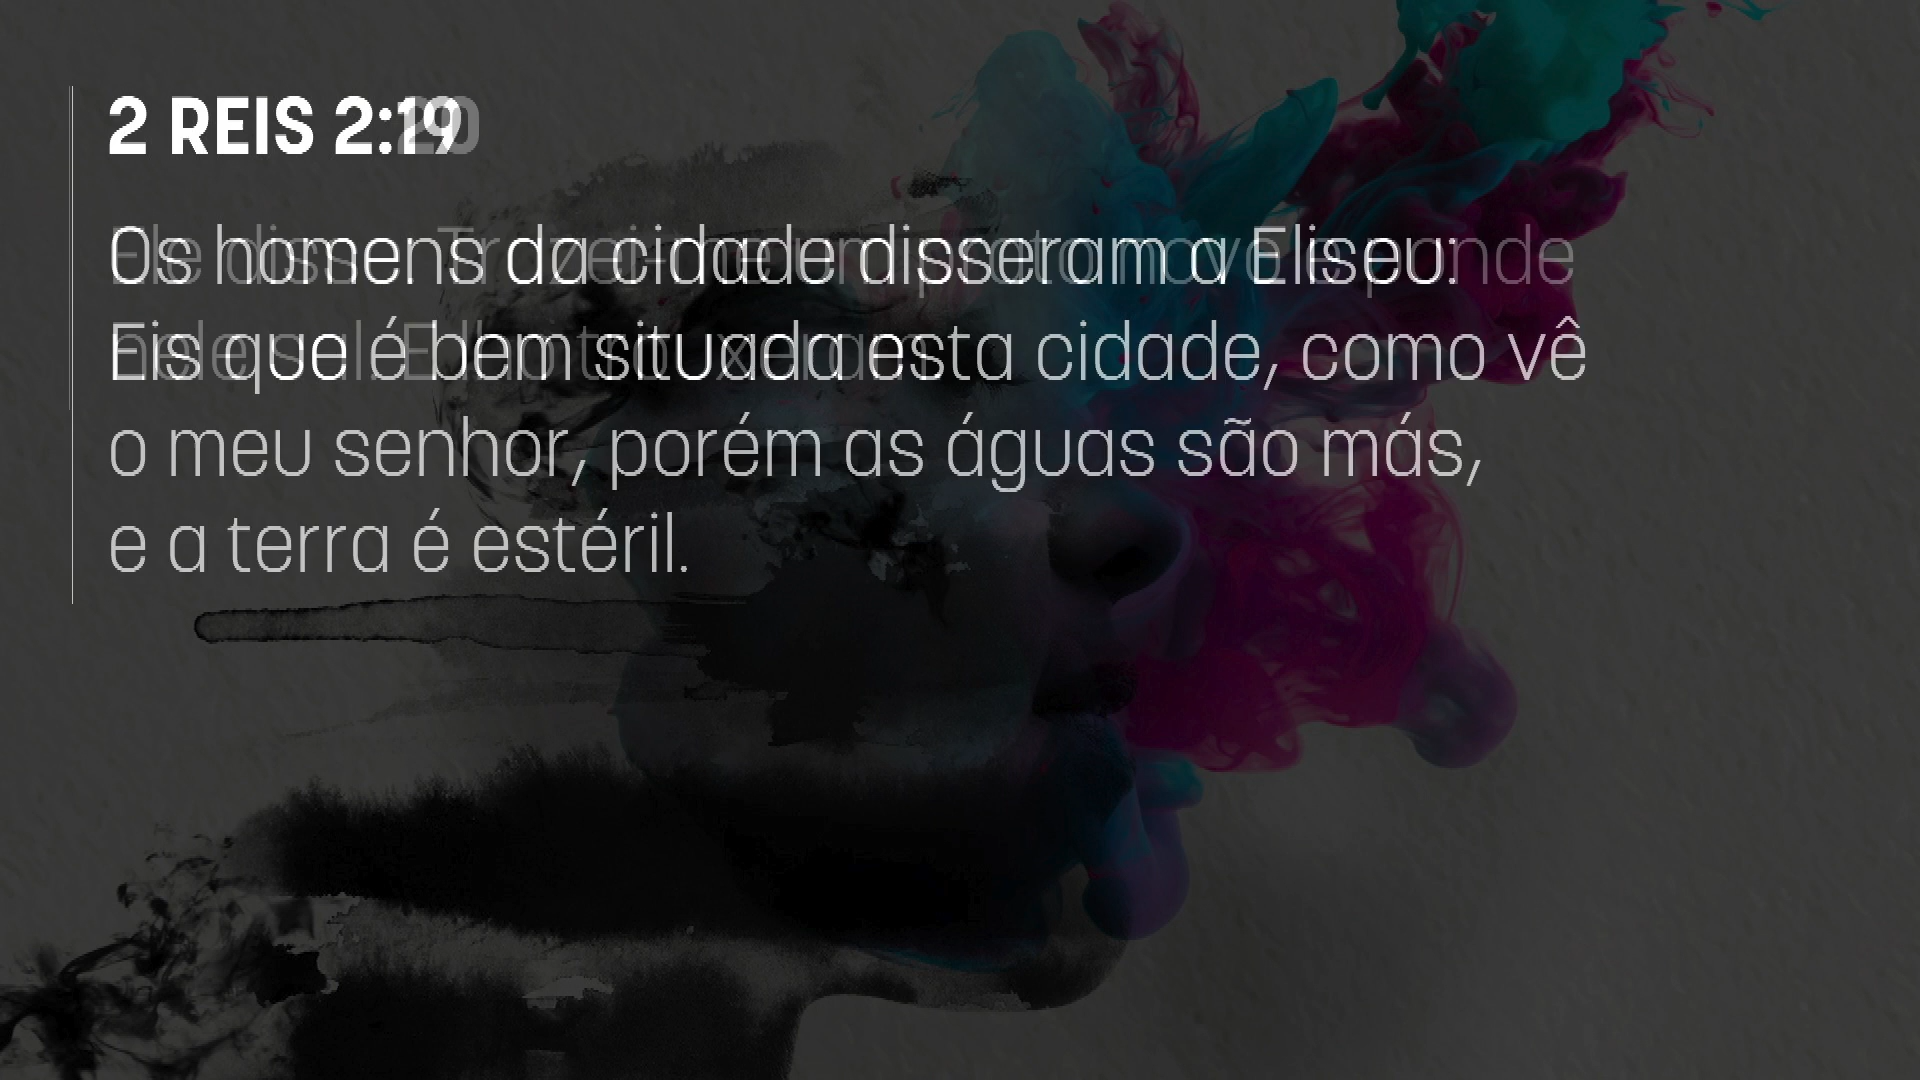 2 REIS 2:19
Os homens da cidade disseram a Eliseu:
Eis que é bem situada esta cidade, como vê
o meu senhor, porém as águas são más,
e a terra é estéril.